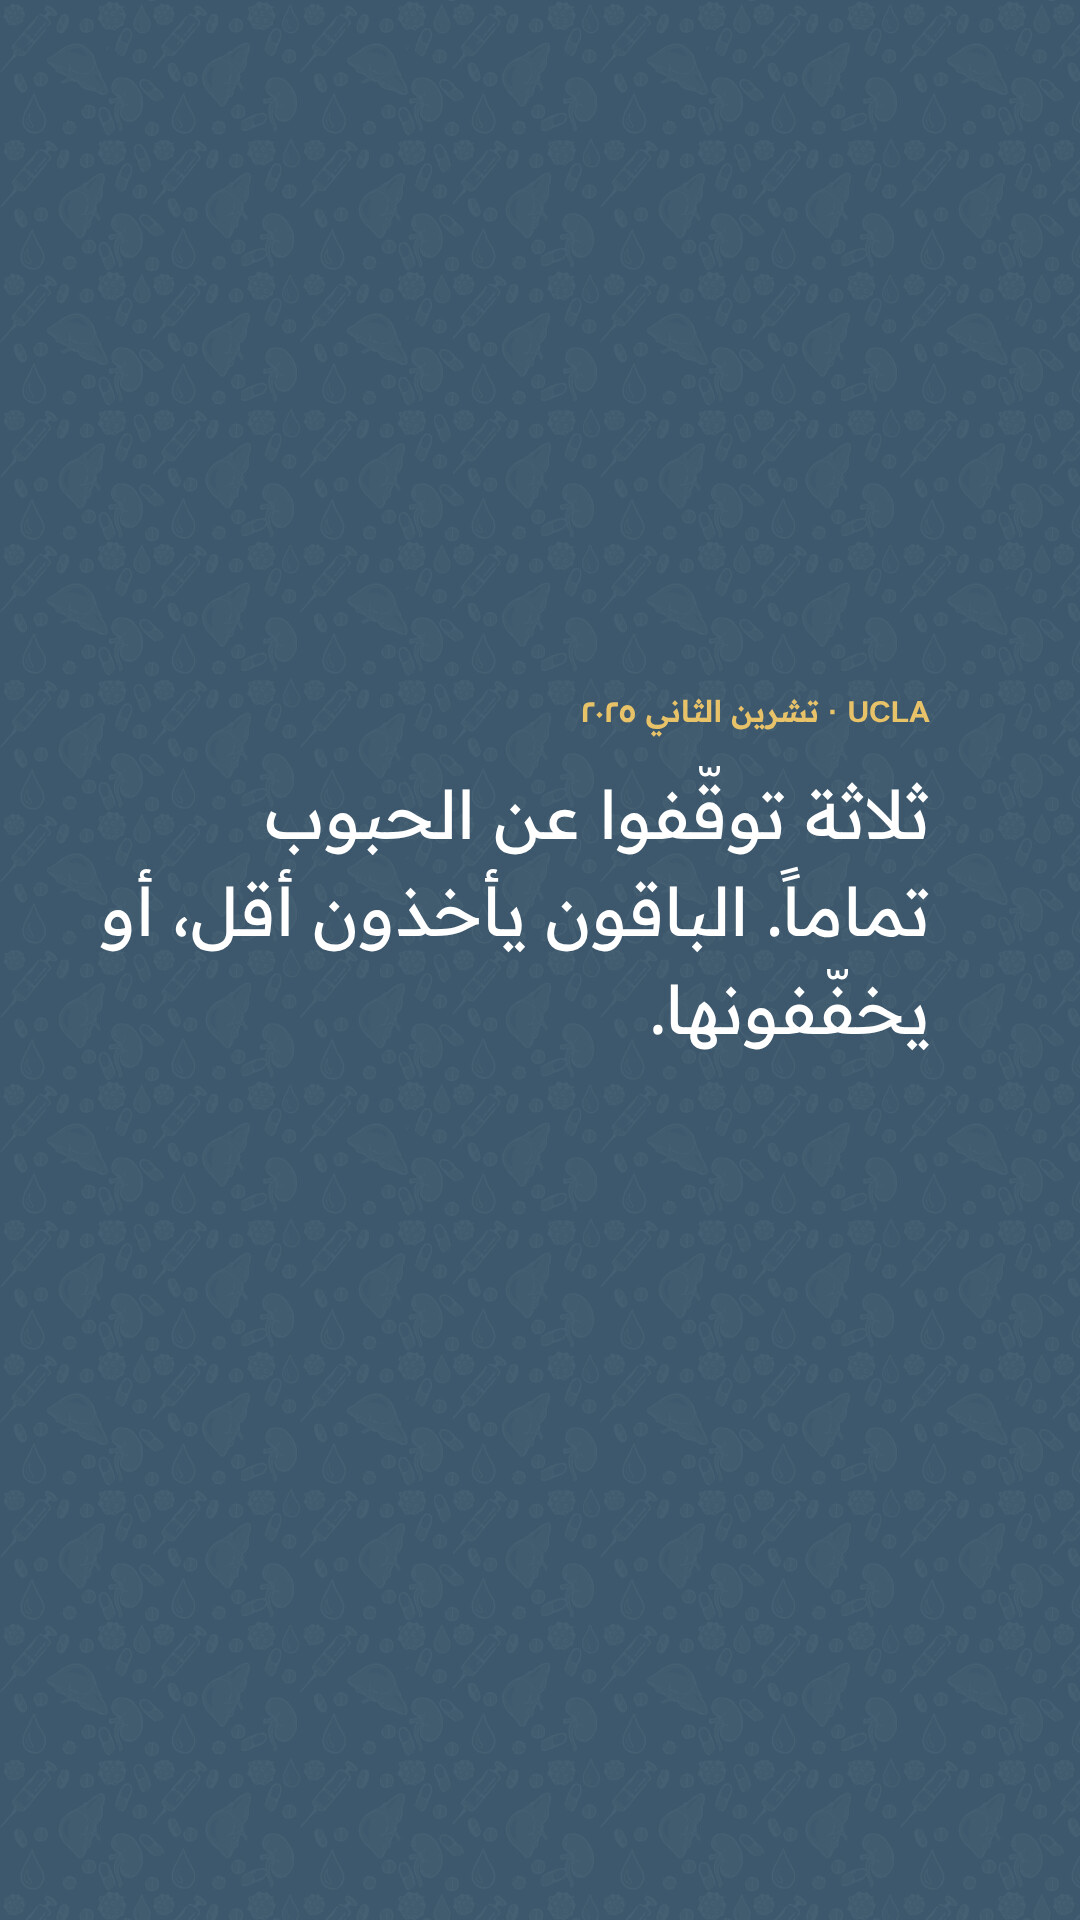 UCLA · تشرين الثاني ٢٠٢٥
ثلاثة توقّفوا عن الحبوب
تماماً. الباقون يأخذون أقل، أو
يخفّفونها.